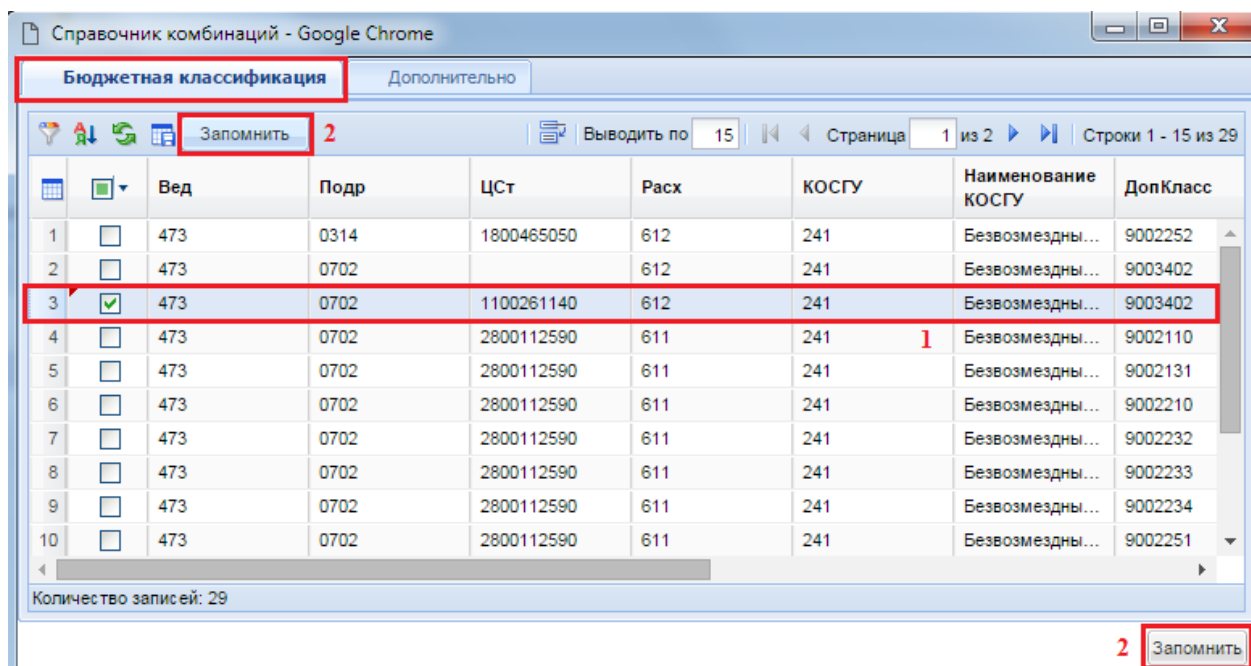 Справочник комбинаций - Google Chrome
Бюджетная классификация Дополнительно
Запомнить 2 Выводить по 15 Страница 1 из 2 Строки 1 - 15 из 29
Вед Подр ЦСт Расх КОСГУ Наименование КОСГУ ДопКласс
1 473 0314 1800465050 612 241 Безвозмездны... 9002252
2 473 0702 612 241 Безвозмездны... 9003402
3 473 0702 1100261140 612 241 Безвозмездны... 9003402
4 473 0702 2800112590 611 241 1 Безвозмездны... 9002110
5 473 0702 2800112590 611 241 Безвозмездны... 9002131
6 473 0702 2800112590 611 241 Безвозмездны... 9002210
7 473 0702 2800112590 611 241 Безвозмездны... 9002232
8 473 0702 2800112590 611 241 Безвозмездны... 9002233
9 473 0702 2800112590 611 241 Безвозмездны... 9002234
10 473 0702 2800112590 611 241 Безвозмездны... 9002251
Количество записей: 29
2 Запомнить